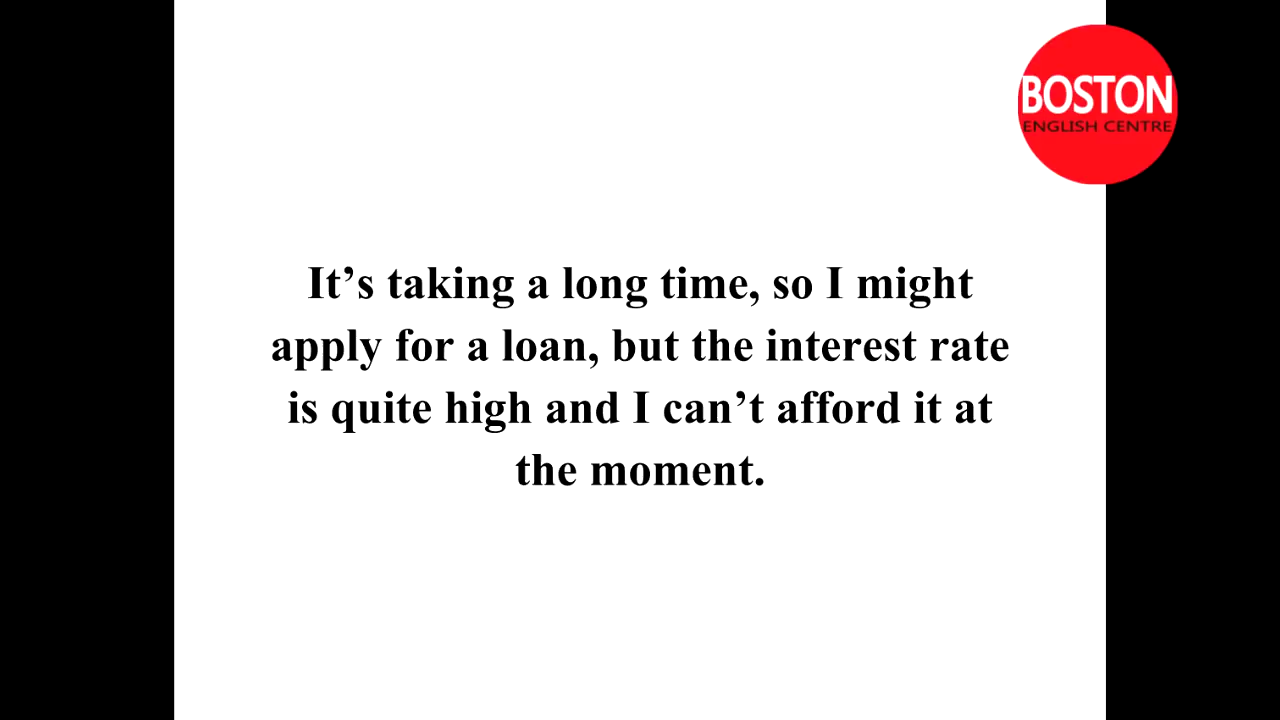 BOSTON
ENGLISH CENTRE
It’s taking a long time, so I might
apply for a loan, but the interest rate
is quite high and I can’t afford it at
the moment.